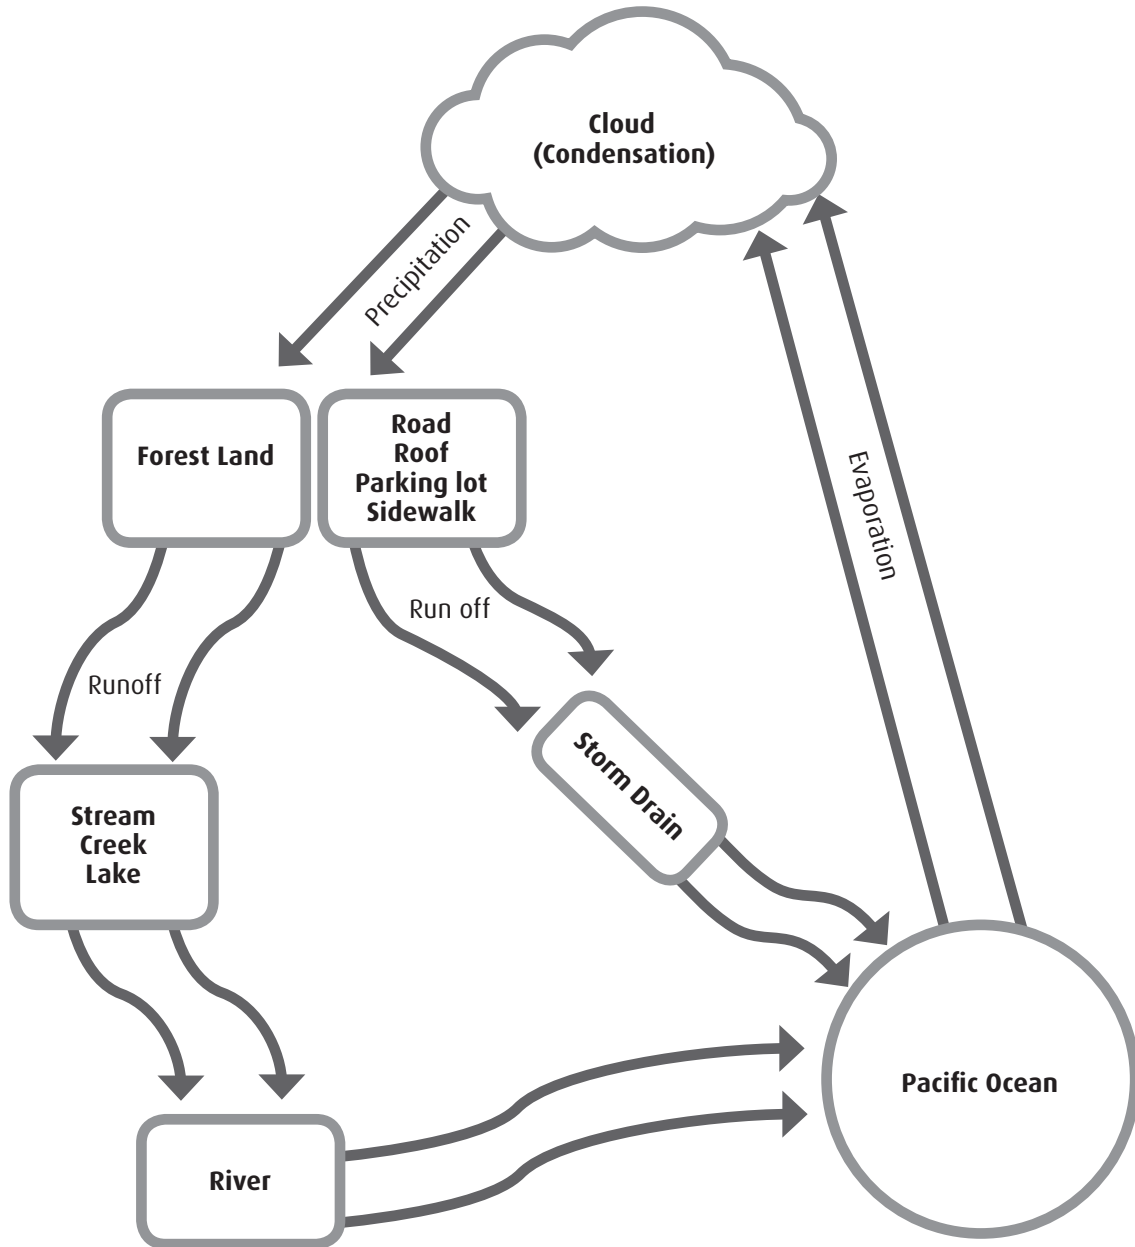 Cloud
(Condensation)
Precipitation
Forest Land
Road
Roof
Parking lot
Sidewalk
Evaporation
Run off
Runoff
Storm Drain
Stream
Creek
Lake
Pacific Ocean
River